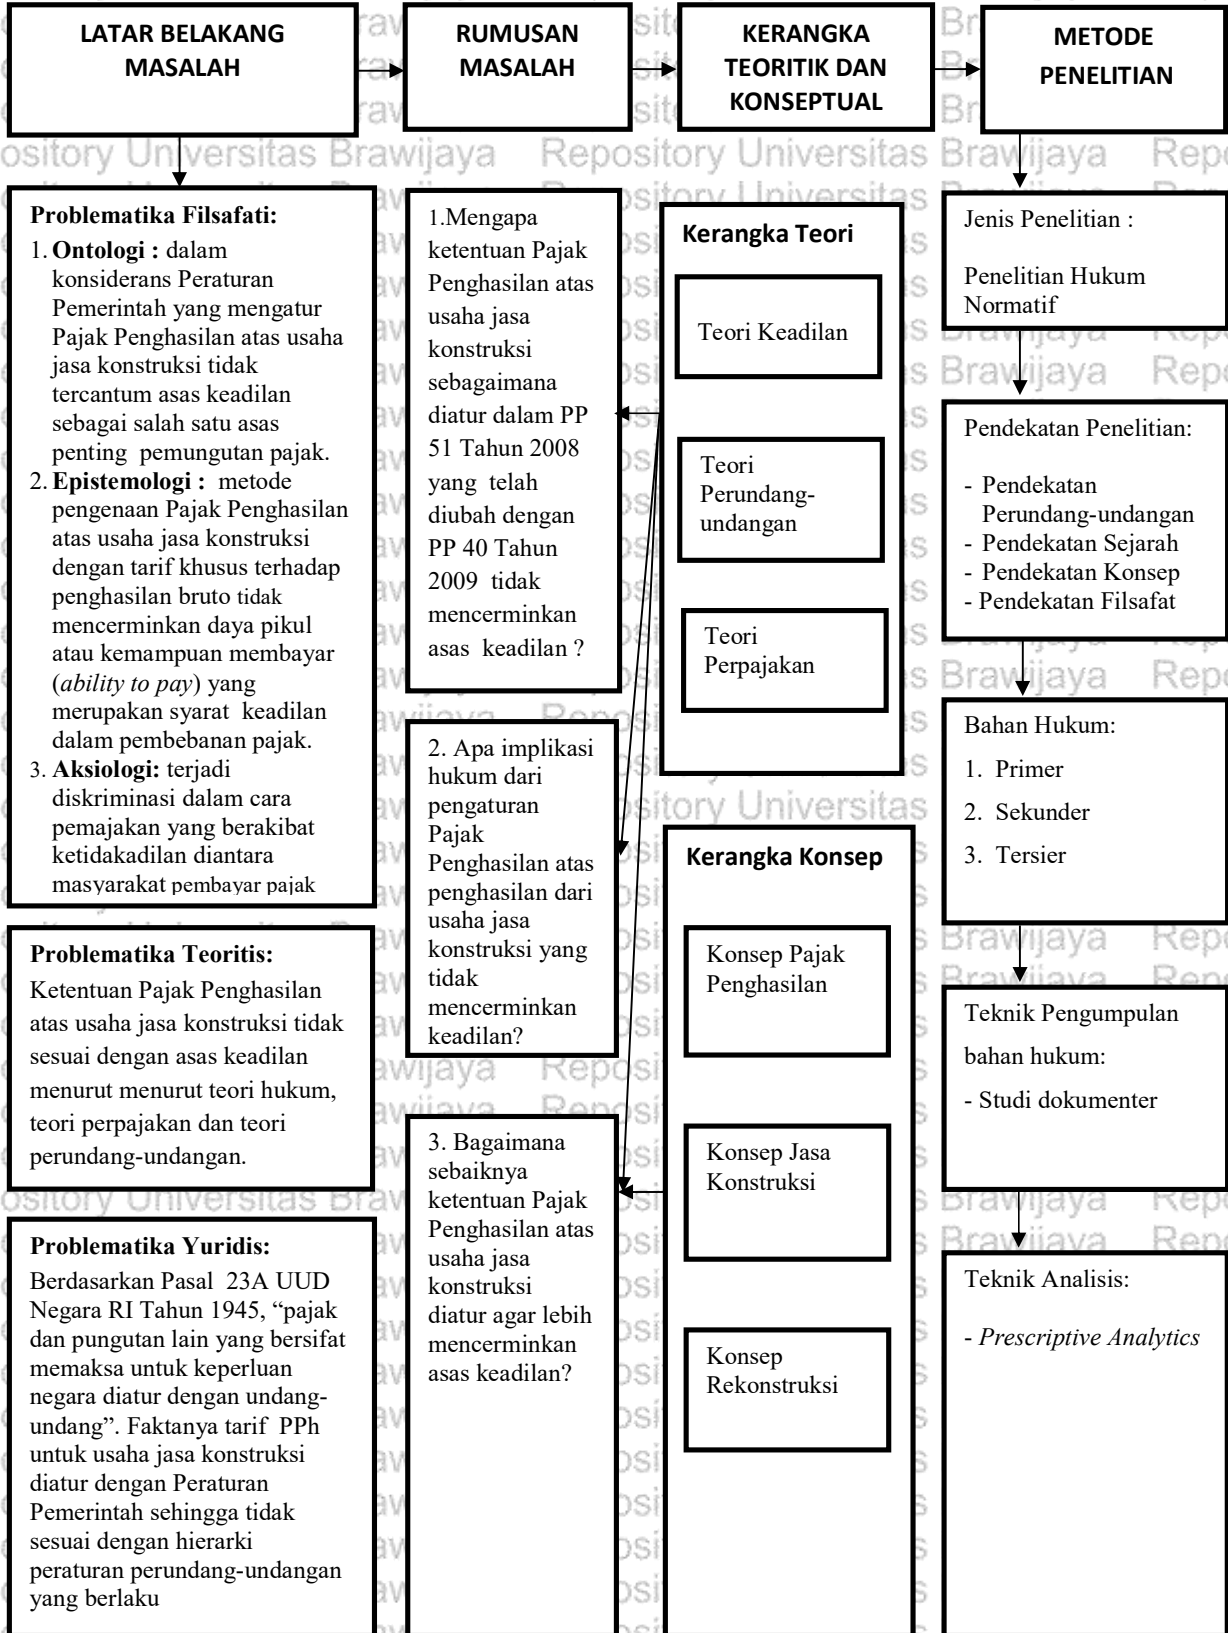 LATAR BELAKANG
MASALAH
RUMUSAN
MASALAH
KERANGKA
TEORITIK DAN
KONSEPTUAL
METODE
PENELITIAN
Problematika Filsafati:
1. Ontologi : dalam
konsiderans Peraturan
Pemerintah yang mengatur
Pajak Penghasilan atas usaha
jasa konstruksi tidak
tercantum asas keadilan
sebagai salah satu asas
penting pemungutan pajak.
2. Epistemologi : metode
pengenaan Pajak Penghasilan
atas usaha jasa konstruksi
dengan tarif khusus terhadap
penghasilan bruto tidak
mencerminkan daya pikul
atau kemampuan membayar
(ability to pay) yang
merupakan syarat keadilan
dalam pembebanan pajak.
3. Aksiologi: terjadi
diskriminasi dalam cara
pemajakan yang berakibat
ketidakadilan diantara
masyarakat pembayar pajak
Problematika Teoritis:
Ketentuan Pajak Penghasilan
atas usaha jasa konstruksi tidak
sesuai dengan asas keadilan
menurut menurut teori hukum,
teori perpajakan dan teori
perundang-undangan.
Problematika Yuridis:
Berdasarkan Pasal 23A UUD
Negara RI Tahun 1945, “pajak
dan pungutan lain yang bersifat
memaksa untuk keperluan
negara diatur dengan undang-
undang”. Faktanya tarif PPh
untuk usaha jasa konstruksi
diatur dengan Peraturan
Pemerintah sehingga tidak
sesuai dengan hierarki
peraturan perundang-undangan
yang berlaku
1.Mengapa
ketentuan Pajak
Penghasilan atas
usaha jasa
konstruksi
sebagaimana
diatur dalam PP
51 Tahun 2008
yang telah
diubah dengan
PP 40 Tahun
2009 tidak
mencerminkan
asas keadilan ?
2. Apa implikasi
hukum dari
pengaturan
Pajak
Penghasilan atas
penghasilan dari
usaha jasa
konstruksi yang
tidak
mencerminkan
keadilan?
3. Bagaimana
sebaiknya
ketentuan Pajak
Penghasilan atas
usaha jasa
konstruksi
diatur agar lebih
mencerminkan
asas keadilan?
Kerangka Teori
Teori Keadilan
Teori
Perundang-
undangan
Teori
Perpajakan
Kerangka Konsep
Konsep Pajak
Penghasilan
Konsep Jasa
Konstruksi
Konsep
Rekonstruksi
Jenis Penelitian :
Penelitian Hukum
Normatif
Pendekatan Penelitian:
- Pendekatan
Perundang-undangan
- Pendekatan Sejarah
- Pendekatan Konsep
- Pendekatan Filsafat
Bahan Hukum:
1. Primer
2. Sekunder
3. Tersier
Teknik Pengumpulan
bahan hukum:
- Studi dokumenter
Teknik Analisis:
- Prescriptive Analytics